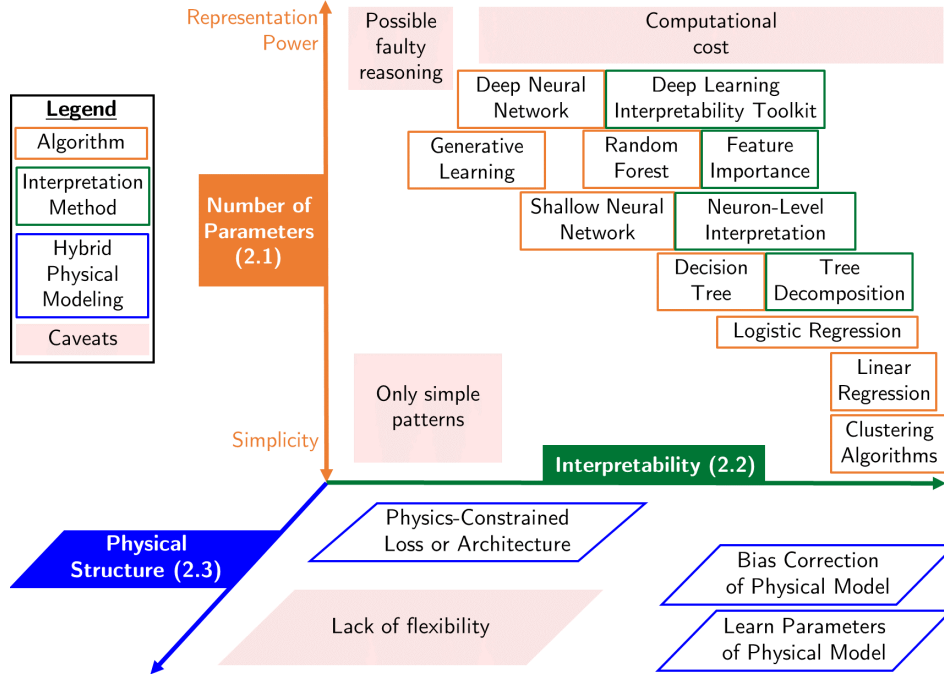 Representation
Power
Possible
faulty
reasoning
Computational
cost
Legend
Algorithm
Interpretation
Method
Hybrid
Physical
Modeling
Caveats
Deep Neural
Network
Deep Learning
Interpretability Toolkit
Generative
Learning
Random
Forest
Feature
Importance
Number of
Parameters
(2.1)
Shallow Neural
Network
Neuron-Level
Interpretation
Decision
Tree
Tree
Decomposition
Logistic Regression
Linear
Regression
Only simple
patterns
Simplicity
Clustering
Algorithms
Interpretability (2.2)
Physical
Structure (2.3)
Physics-Constrained
Loss or Architecture
Bias Correction
of Physical Model
Lack of flexibility
Learn Parameters
of Physical Model